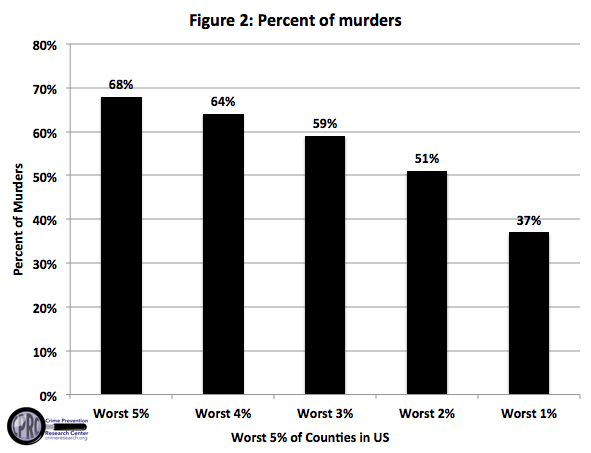 Figure 2: Percent of murders
80%
70%
60%
50%
40%
30%
20%
10%
0%
Percent of Murders
68%
64%
59%
51%
37%
Worst 5%
Worst 4%
Worst 3%
Worst 2%
Worst 1%
Worst 5% of Counties in US
CPRC
Crime Prevention
Research Center
crimeresearch.org